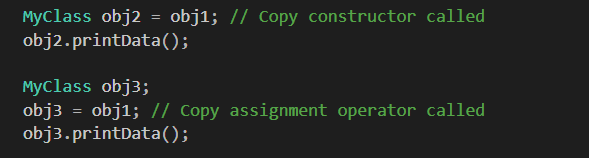 MyClass obj2 = obj1; // Copy constructor called
obj2.printData();
MyClass obj3;
obj3 = obj1; // Copy assignment operator called
obj3.printData();